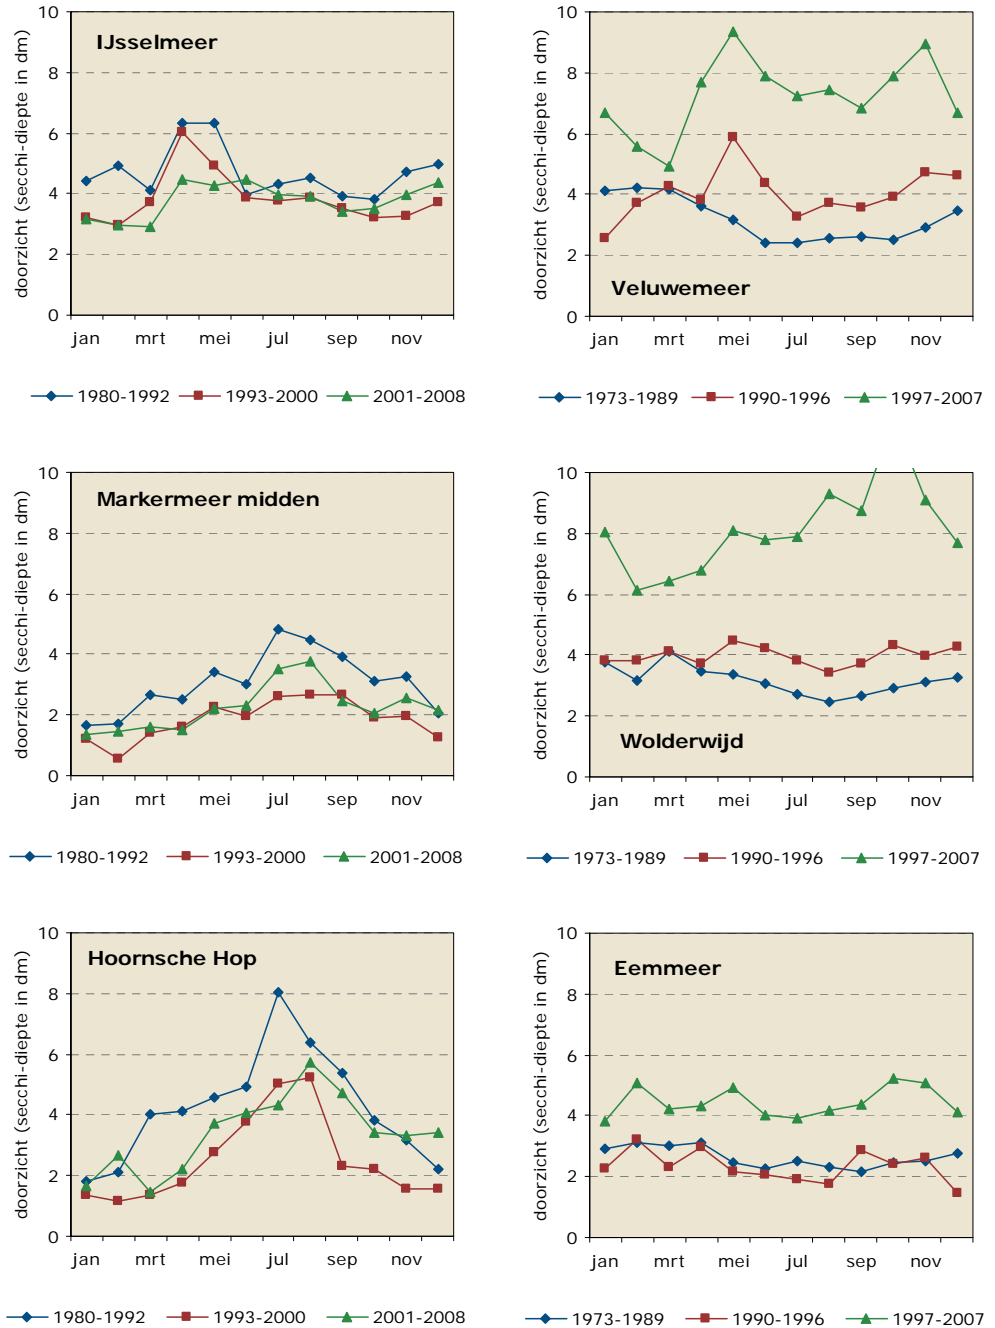 IJsselmeer
doorzicht (secchi-diepte in dm)
10
8
6
4
2
0
jan mrt mei jul sep nov
1980-1992 1993-2000 2001-2008
Veluwemeer
doorzicht (secchi-diepte in dm)
10
8
6
4
2
0
jan mrt mei jul sep nov
1973-1989 1990-1996 1997-2007
Markermeer midden
doorzicht (secchi-diepte in dm)
10
8
6
4
2
0
jan mrt mei jul sep nov
1980-1992 1993-2000 2001-2008
Wolderwijd
doorzicht (secchi-diepte in dm)
10
8
6
4
2
0
jan mrt mei jul sep nov
1973-1989 1990-1996 1997-2007
Hoornsche Hop
doorzicht (secchi-diepte in dm)
10
8
6
4
2
0
jan mrt mei jul sep nov
1980-1992 1993-2000 2001-2008
Eemmeer
doorzicht (secchi-diepte in dm)
10
8
6
4
2
0
jan mrt mei jul sep nov
1973-1989 1990-1996 1997-2007